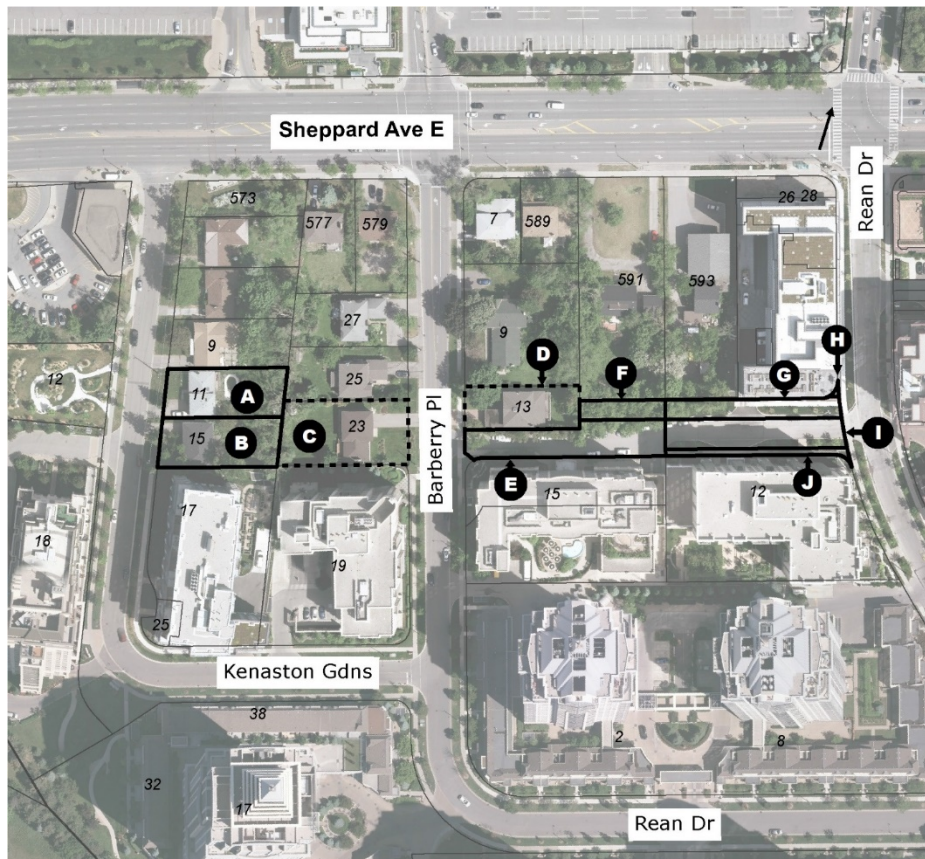 Sheppard Ave E
Rean Dr
573
577
579
7
589
26 28
591
593
27
9
9
12
11
A
25
D
13
F
G
H
15
B
C
23
I
Barberry Pl
E
J
15
12
17
18
19
25
Kenaston Gdns
38
2
8
32
17
Rean Dr